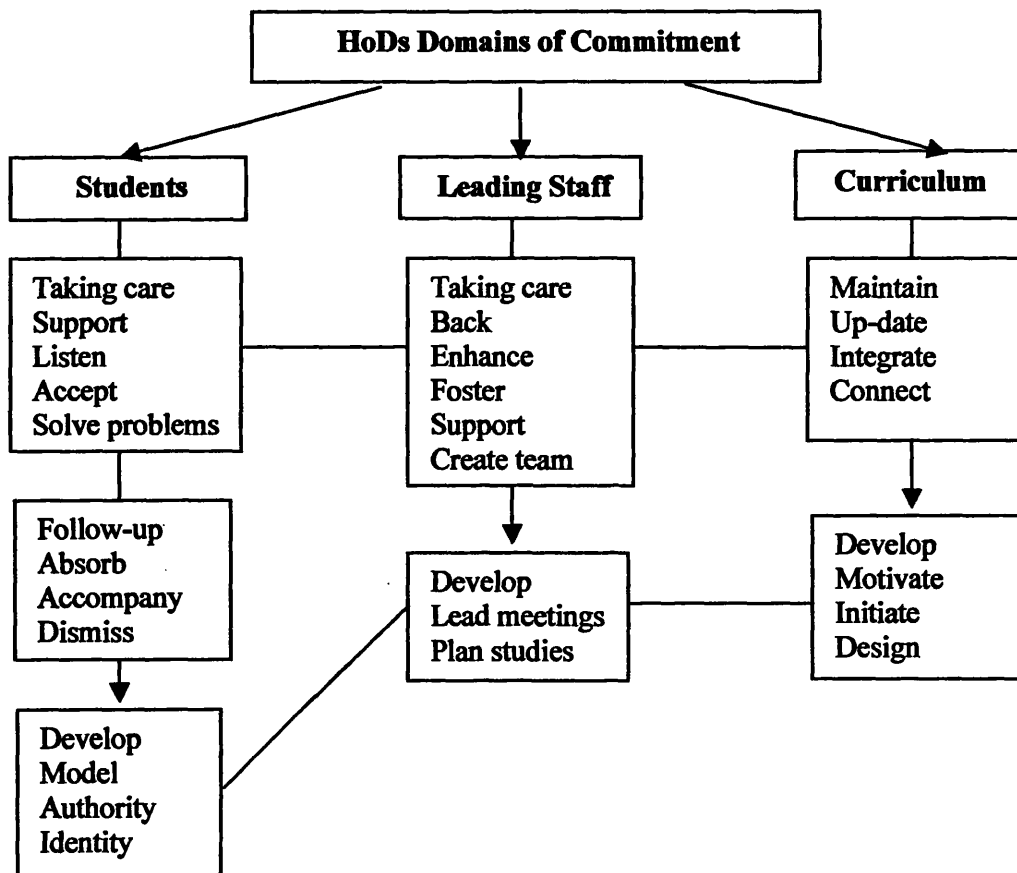 HoDs Domains of Commitment
Students
Leading Staff
Curriculum
Taking care
Support
Listen
Accept
Solve problems
Taking care
Back
Enhance
Foster
Support
Create team
Maintain
Up-date
Integrate
Connect
Follow-up
Absorb
Accompany
Dismiss
Develop
Lead meetings
Plan studies
Develop
Motivate
Initiate
Design
Develop
Model
Authority
Identity